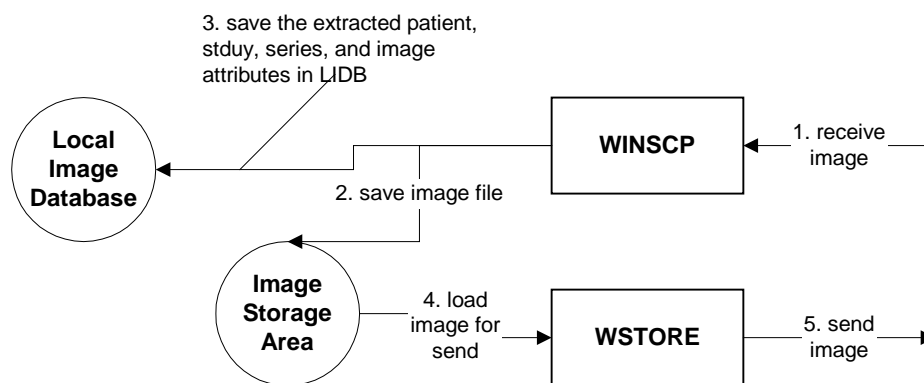 3. save the extracted patient,
stduy, series, and image
attributes in LIDB
Local
Image
Database
WINSCP
1. receive
image
2. save image file
Image
Storage
Area
4. load
image for
send
WSTORE
5. send
image